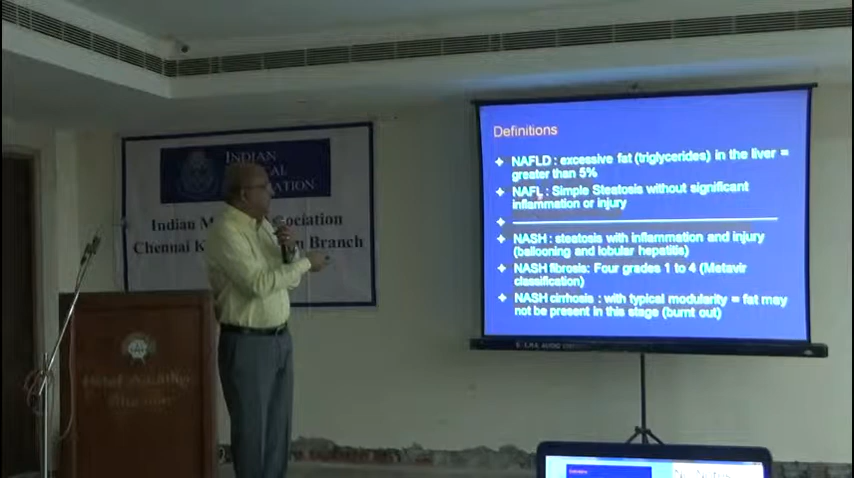 INDIAN
Indian
Chennai
Branch
Definitions
NAFLD : excessive fat (triglycerides) in the liver =
greater than 5%
NAFL : Simple Steatosis without significant
inflammation or injury
NASH : steatosis with inflammation and injury
(ballooning and lobular hepatitis)
NASH fibrosis: Four grades 1 to 4 (Metavir
classification)
NASH cirrhosis : with typical modularity = fat may
not be present in this stage (burnt out)